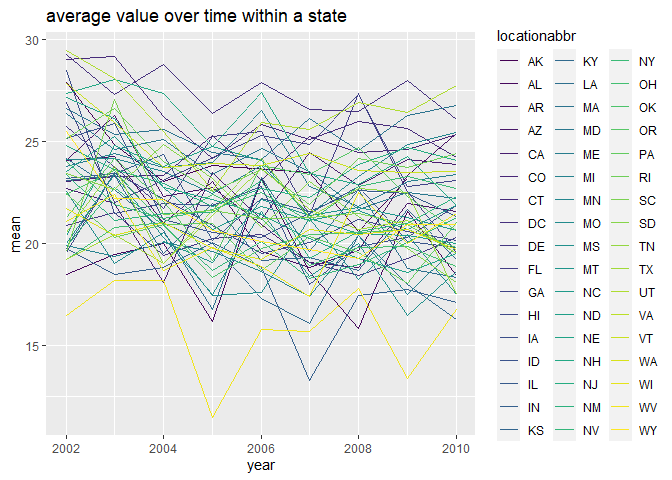 average value over time within a state
30
25
20
15
mean
2002
2004
2006
2008
2010
year
locationabbr
AK KY NY
AL LA OH
AR MA OK
AZ MD OR
CA ME PA
CO MI RI
CT MN SC
DC MO SD
DE MS TN
FL MT TX
GA NC UT
HI ND VA
IA NE VT
ID NH WA
IL NJ WI
IN NM WV
KS NV WY